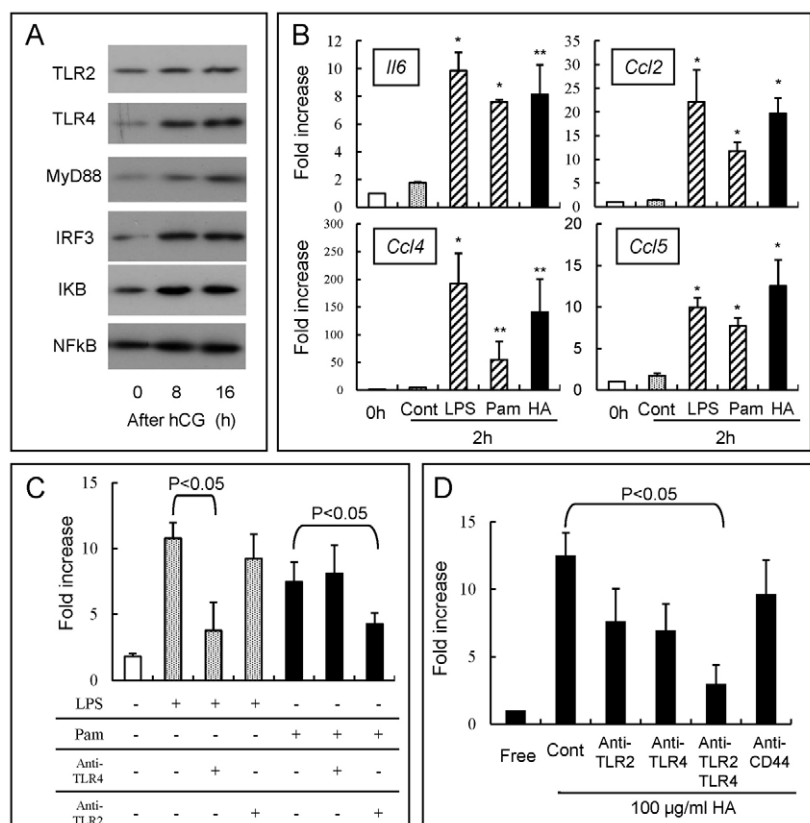 A
TLR2
TLR4
MyD88
IRF3
IKB
NFkB
0 8 16
After hCG (h)
B
Fold increase
12
10
8
6
4
2
0
Il6
* * **
35
30
25
20
15
10
5
0
Ccl2
* * *
Fold increase
300
250
200
150
100
50
0
Ccl4
* ** **
0h Cont LPS Pam HA
2h
20
15
10
5
0
Ccl5
* * *
0h Cont LPS Pam HA
2h
C
Fold increase
15
10
5
0
P<0.05
P<0.05
LPS - + + + - - -
Pam - - - - + + +
Anti-
TLR4 - - + - - + -
Anti-
TLR2 - - - + - - +
D
Fold increase
15
10
5
0
P<0.05
Free Cont Anti-TLR2 Anti-TLR4 Anti-TLR2 TLR4 Anti-CD44
100 µg/ml HA